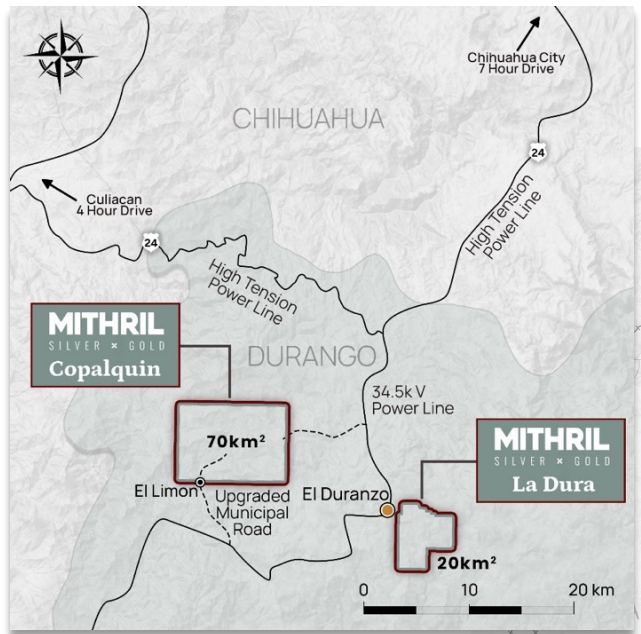 Chihuahua City
7 Hour Drive
CHIHUAHUA
24
High Tension
Power Line
Culiacan
4 Hour Drive
24
High Tension
Power Line
MITHRIL
SILVER × GOLD
Copalquin
DURANGO
34.5k V
Power Line
70km²
MITHRIL
SILVER × GOLD
La Dura
El Limon
Upgraded
Municipal
Road
El Duranzo
20km²
0 10 20 km